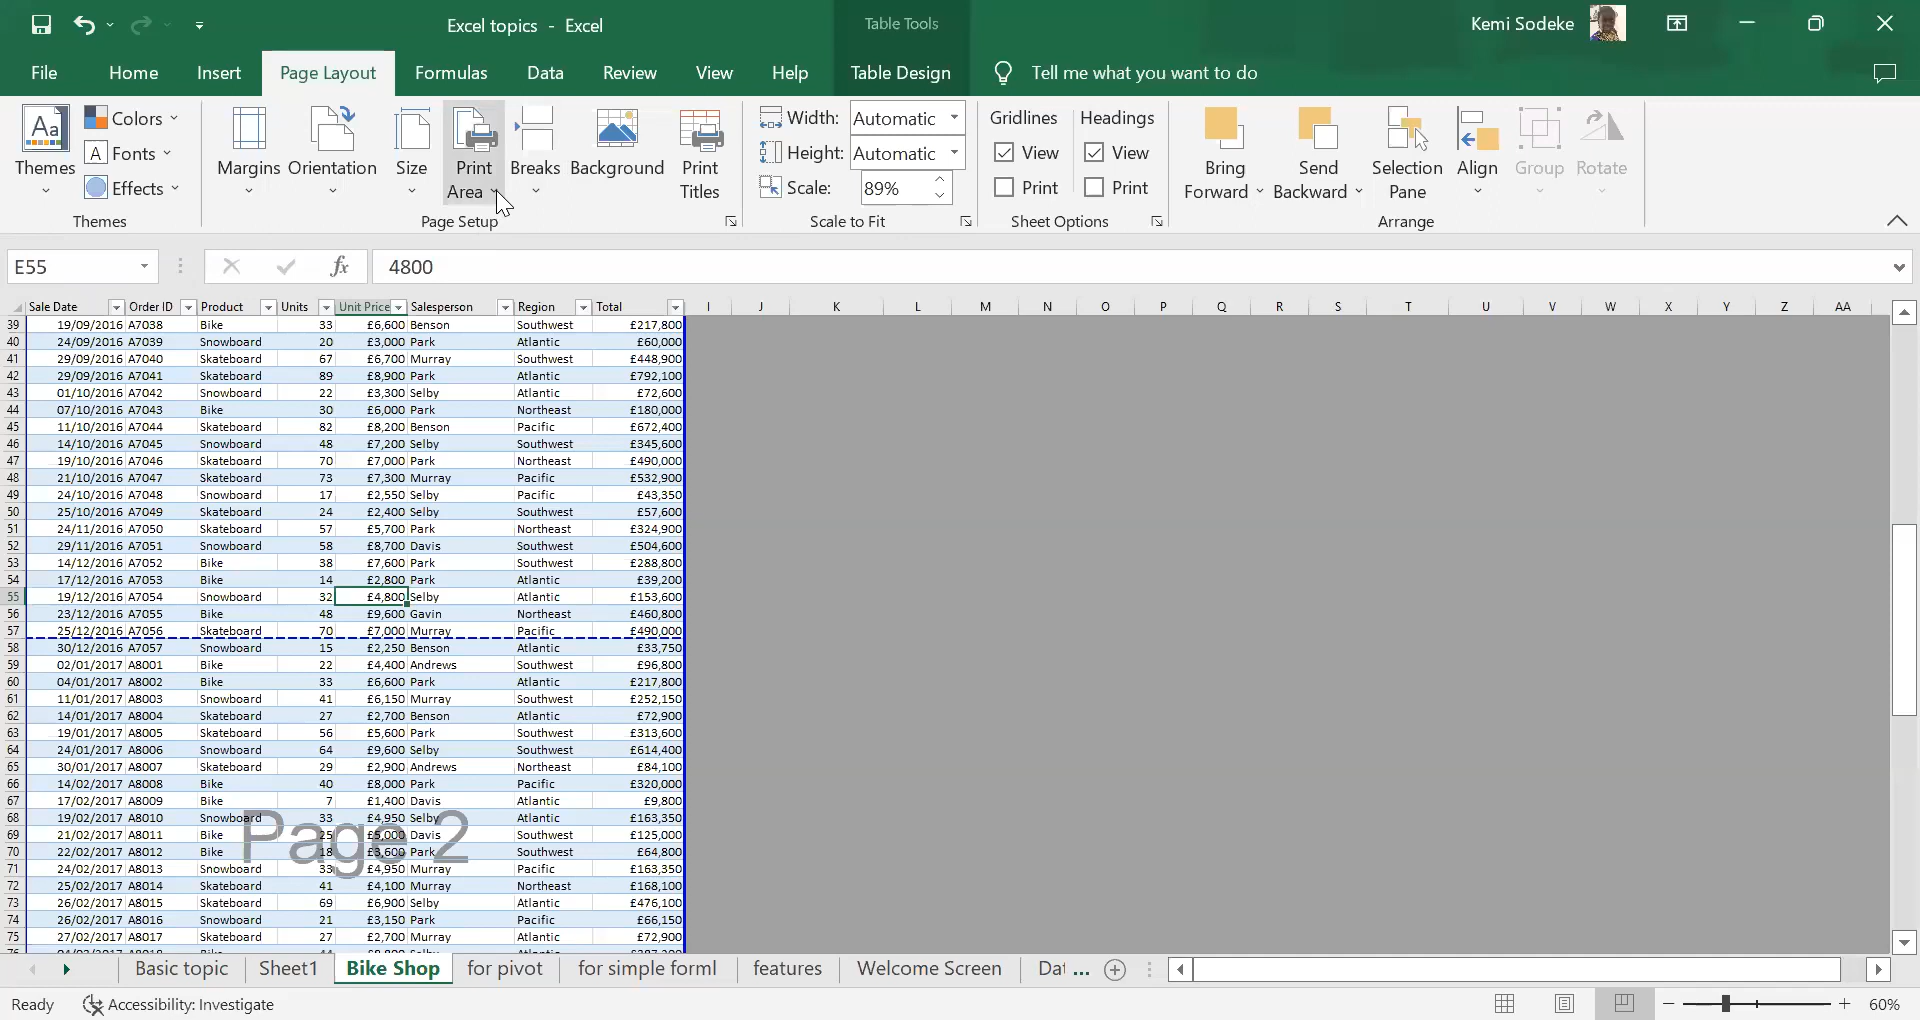 Excel topics - Excel
Table Tools
Kemi Sodeke
File Home Insert Page Layout Formulas Data Review View Help Table Design Tell me what you want to do
Aa Themes
Colors
A Fonts
Effects
Themes
Margins Orientation Size Print Area Breaks Background Print Titles
Page Setup
Width: Automatic
Height: Automatic
Scale: 89%
Scale to Fit
Gridlines Headings
View View
Print Print
Sheet Options
Bring Forward Send Backward Selection Pane Align Group Rotate
Arrange
E55 fx 4800
Sale Date Order ID Product Units Unit Price Salesperson Region Total I J K L M N O P Q R S T U V W X Y Z AA
39 19/09/2016 A7038 Bike 33 £6,600 Benson Southwest £217,800
40 24/09/2016 A7039 Snowboard 20 £3,000 Park Atlantic £60,000
41 29/09/2016 A7040 Skateboard 67 £6,700 Murray Southwest £448,900
42 29/09/2016 A7041 Skateboard 89 £8,900 Park Atlantic £792,100
43 01/10/2016 A7042 Snowboard 22 £3,300 Selby Atlantic £72,600
44 07/10/2016 A7043 Bike 30 £6,000 Park Northeast £180,000
45 11/10/2016 A7044 Skateboard 82 £8,200 Benson Pacific £672,400
46 14/10/2016 A7045 Snowboard 48 £7,200 Selby Southwest £345,600
47 19/10/2016 A7046 Skateboard 70 £7,000 Park Northeast £490,000
48 21/10/2016 A7047 Skateboard 73 £7,300 Murray Pacific £532,900
49 24/10/2016 A7048 Snowboard 17 £2,550 Selby Pacific £43,350
50 25/10/2016 A7049 Snowboard 24 £2,400 Selby Southwest £57,600
51 24/11/2016 A7050 Skateboard 57 £5,700 Park Northeast £324,900
52 29/11/2016 A7051 Snowboard 58 £8,700 Davis Southwest £504,600
53 14/12/2016 A7052 Bike 38 £7,600 Park Southwest £288,800
54 17/12/2016 A7053 Bike 14 £2,800 Park Atlantic £39,200
55 19/12/2016 A7054 Snowboard 32 £4,800 Selby Atlantic £153,600
56 23/12/2016 A7055 Bike 48 £9,600 Gavin Northeast £460,800
57 25/12/2016 A7056 Skateboard 70 £7,000 Murray Pacific £490,000
58 30/12/2016 A7057 Snowboard 15 £2,250 Benson Atlantic £33,750
59 02/01/2017 A8001 Bike 22 £4,400 Andrews Southwest £96,800
60 04/01/2017 A8002 Bike 33 £6,600 Park Atlantic £217,800
61 11/01/2017 A8003 Snowboard 41 £6,150 Murray Southwest £252,150
62 14/01/2017 A8004 Skateboard 27 £2,700 Benson Atlantic £72,900
63 19/01/2017 A8005 Skateboard 56 £5,600 Park Southwest £313,600
64 24/01/2017 A8006 Snowboard 64 £9,600 Selby Southwest £614,400
65 30/01/2017 A8007 Skateboard 29 £2,900 Andrews Northeast £84,100
66 14/02/2017 A8008 Bike 40 £8,000 Park Pacific £320,000
67 17/02/2017 A8009 Bike 7 £1,400 Davis Atlantic £9,800
68 19/02/2017 A8010 Snowboard 33 £4,950 Selby Atlantic £163,350
69 21/02/2017 A8011 Bike 25 £5,000 Davis Southwest £125,000
70 22/02/2017 A8012 Bike 18 £3,600 Park Southwest £64,800
71 24/02/2017 A8013 Snowboard 33 £4,950 Murray Pacific £163,350
72 25/02/2017 A8014 Skateboard 41 £4,100 Murray Northeast £168,100
73 26/02/2017 A8015 Skateboard 69 £6,900 Selby Atlantic £476,100
74 26/02/2017 A8016 Snowboard 21 £3,150 Park Pacific £66,150
75 27/02/2017 A8017 Skateboard 27 £2,700 Murray Atlantic £72,900
Page 2
Basic topic Sheet1 Bike Shop for pivot for simple forml features Welcome Screen Dat ...
Ready Accessibility: Investigate 60%